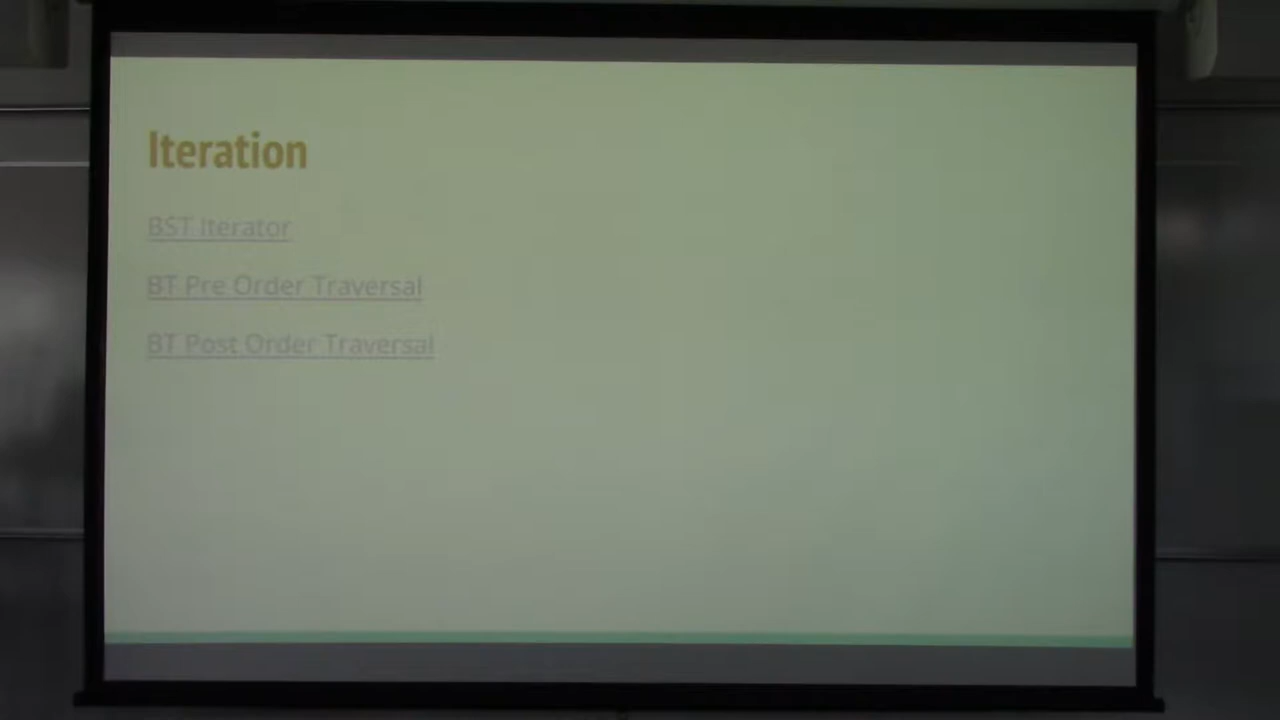 Iteration
BST Iterator
BT Pre Order Traversal
BT Post Order Traversal